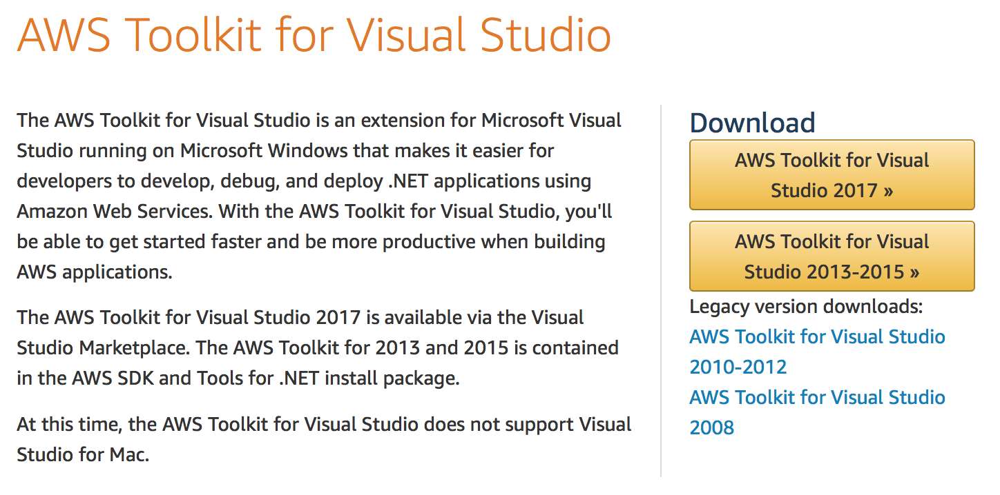 AWS Toolkit for Visual Studio
The AWS Toolkit for Visual Studio is an extension for Microsoft Visual
Studio running on Microsoft Windows that makes it easier for
developers to develop, debug, and deploy .NET applications using
Amazon Web Services. With the AWS Toolkit for Visual Studio, you'll
be able to get started faster and be more productive when building
AWS applications.
The AWS Toolkit for Visual Studio 2017 is available via the Visual
Studio Marketplace. The AWS Toolkit for 2013 and 2015 is contained
in the AWS SDK and Tools for .NET install package.
At this time, the AWS Toolkit for Visual Studio does not support Visual
Studio for Mac.
Download
AWS Toolkit for Visual
Studio 2017 »
AWS Toolkit for Visual
Studio 2013-2015 »
Legacy version downloads:
AWS Toolkit for Visual Studio
2010-2012
AWS Toolkit for Visual Studio
2008